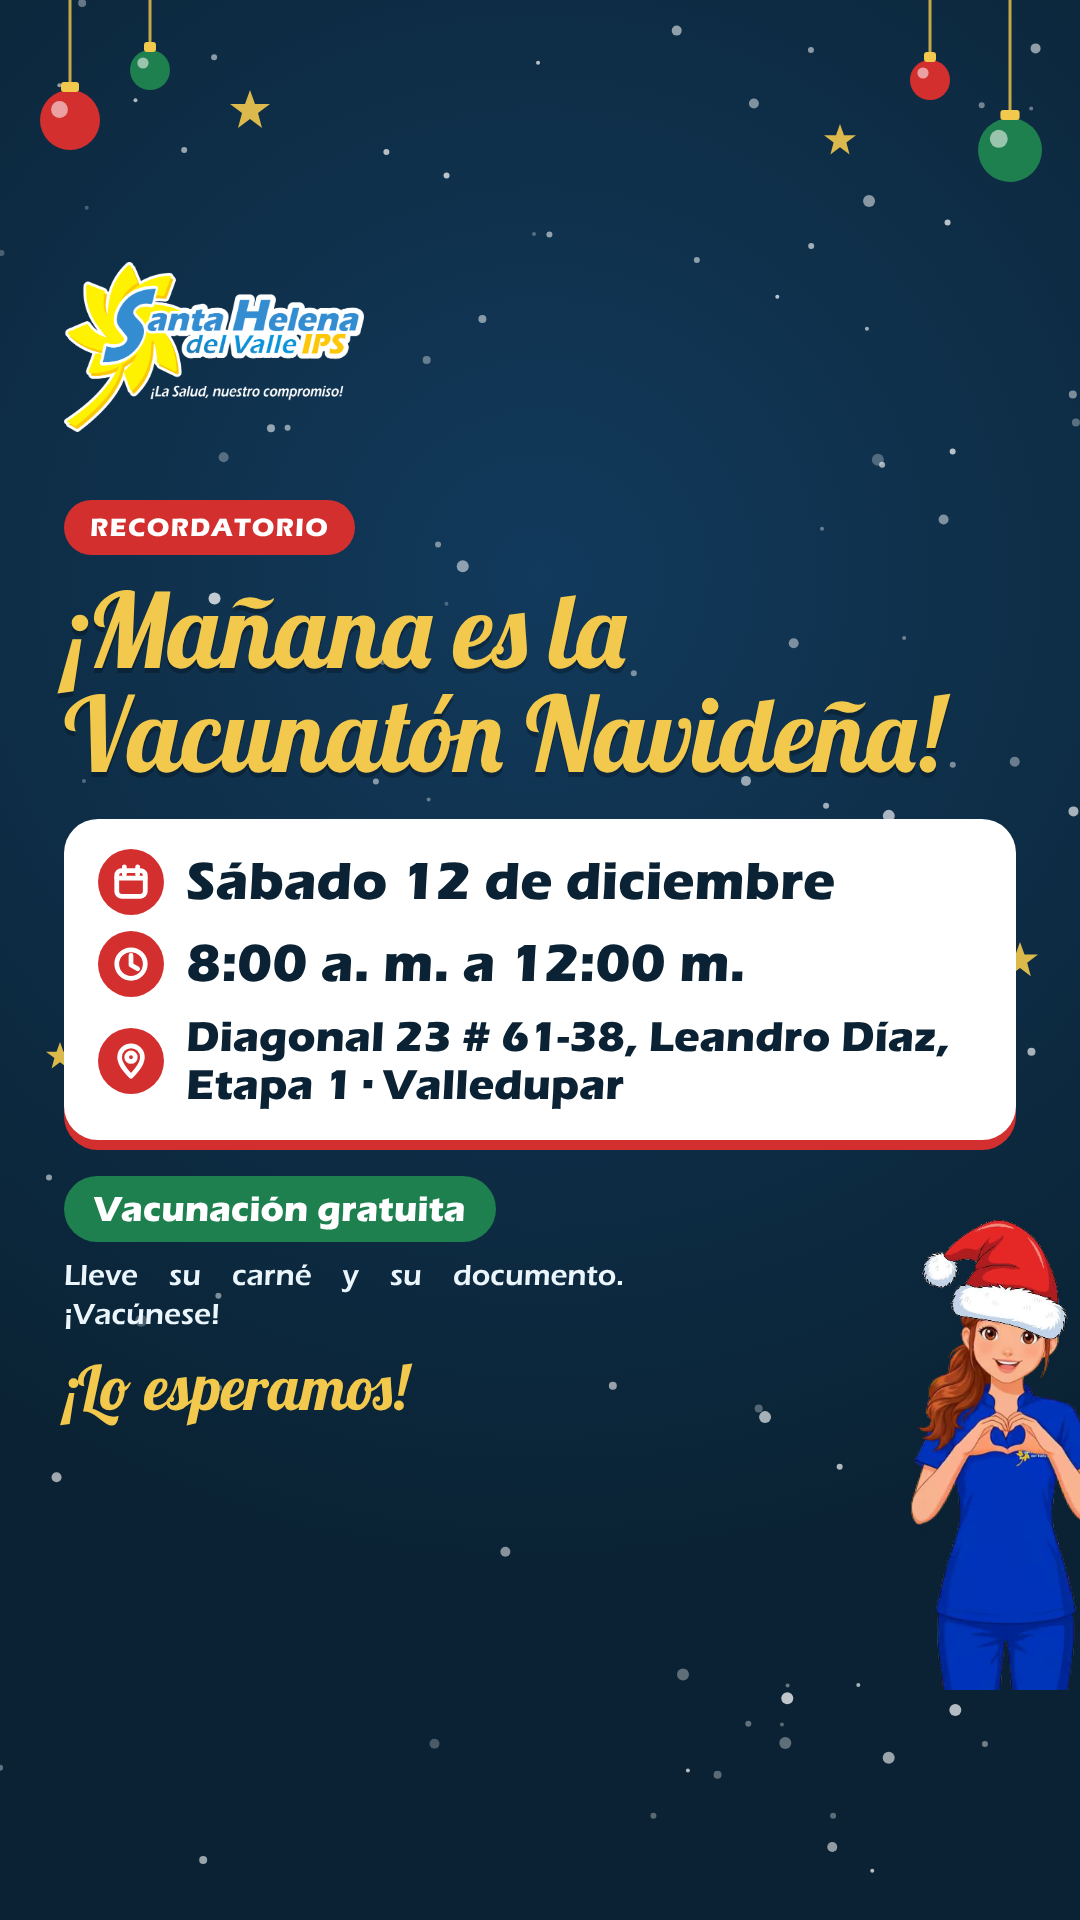 Santa Helena
del Valle IPS
¡La Salud, nuestro compromiso!
RECORDATORIO
¡Mañana es la
Vacunatón Navideña!
Sábado 12 de diciembre
8:00 a. m. a 12:00 m.
Diagonal 23 # 61-38, Leandro Díaz,
Etapa 1 · Valledupar
Vacunación gratuita
Lleve su carné y su documento.
¡Vacúnese!
¡Lo esperamos!